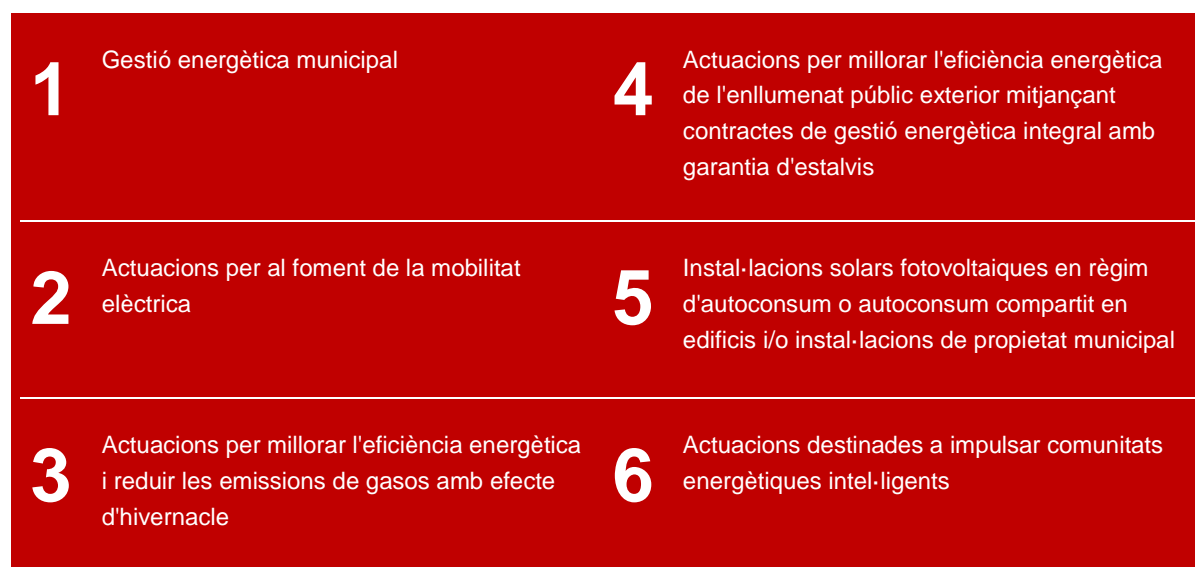 1
Gestió energètica municipal
2
Actuacions per al foment de la mobilitat
elèctrica
3
Actuacions per millorar l'eficiència energètica
i reduir les emissions de gasos amb efecte
d'hivernacle
4
Actuacions per millorar l'eficiència energètica
de l'enllumenat públic exterior mitjançant
contractes de gestió energètica integral amb
garantia d'estalvis
5
Instal·lacions solars fotovoltaiques en règim
d'autoconsum o autoconsum compartit en
edificis i/o instal·lacions de propietat municipal
6
Actuacions destinades a impulsar comunitats
energètiques intel·ligents